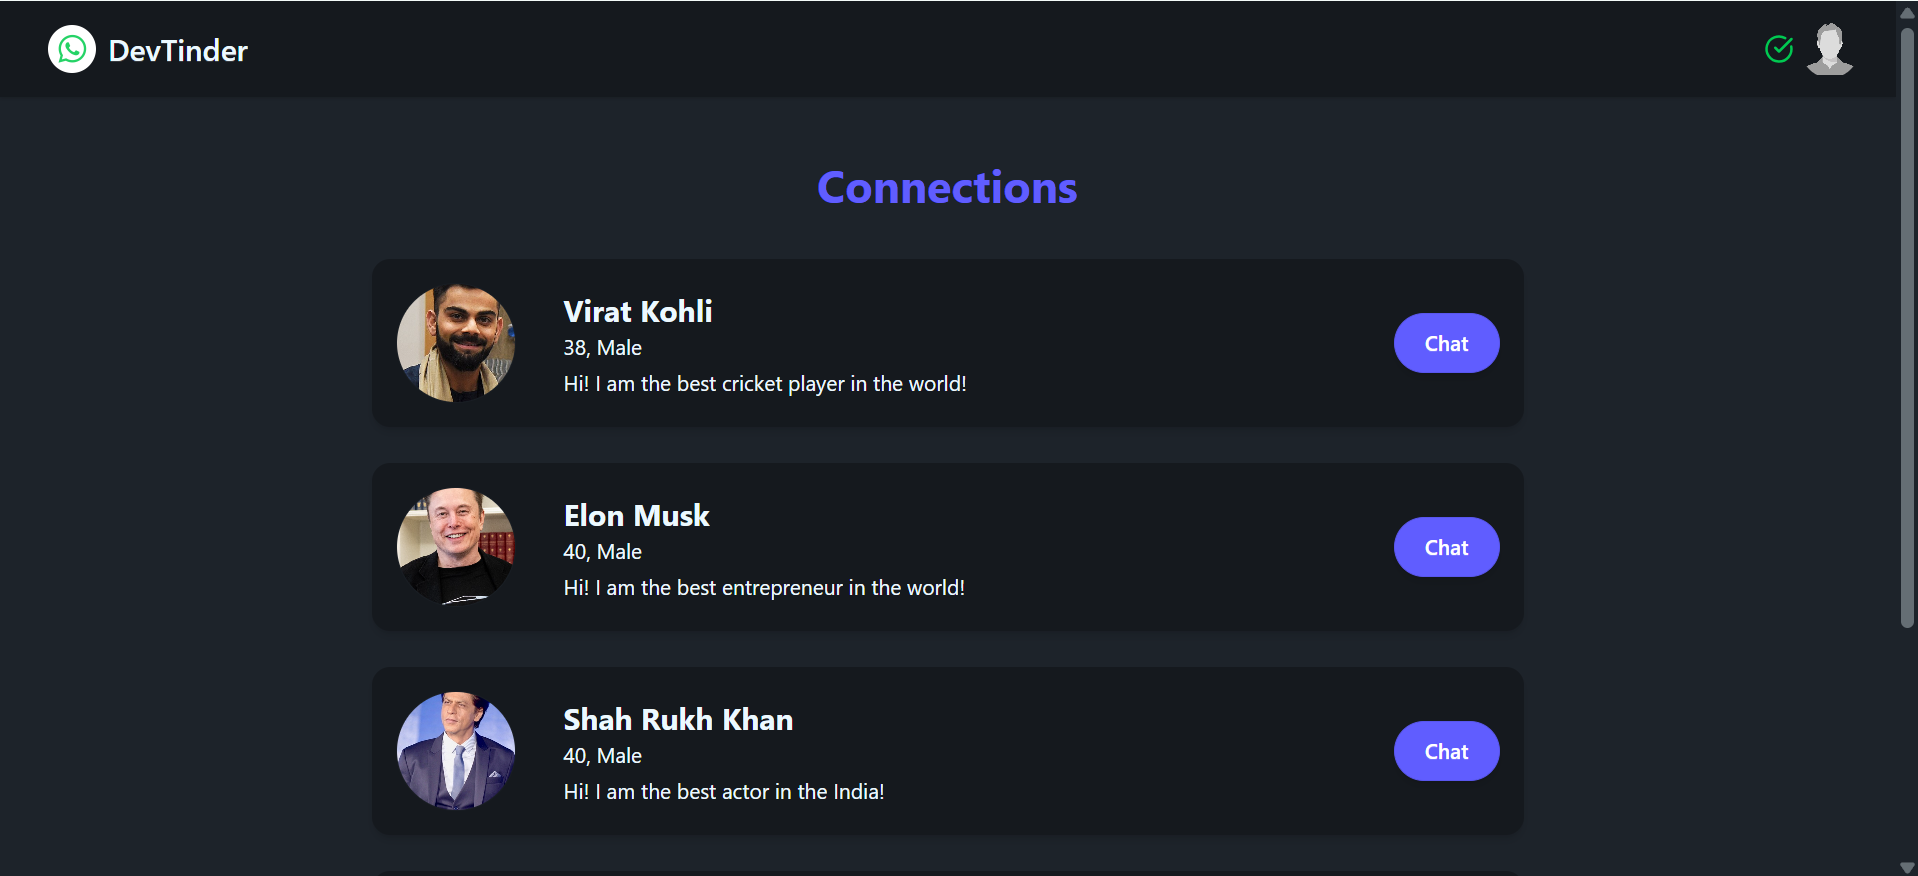 DevTinder
Connections
Virat Kohli
38, Male
Hi! I am the best cricket player in the world!
Chat
Elon Musk
40, Male
Hi! I am the best entrepreneur in the world!
Chat
Shah Rukh Khan
40, Male
Hi! I am the best actor in the India!
Chat